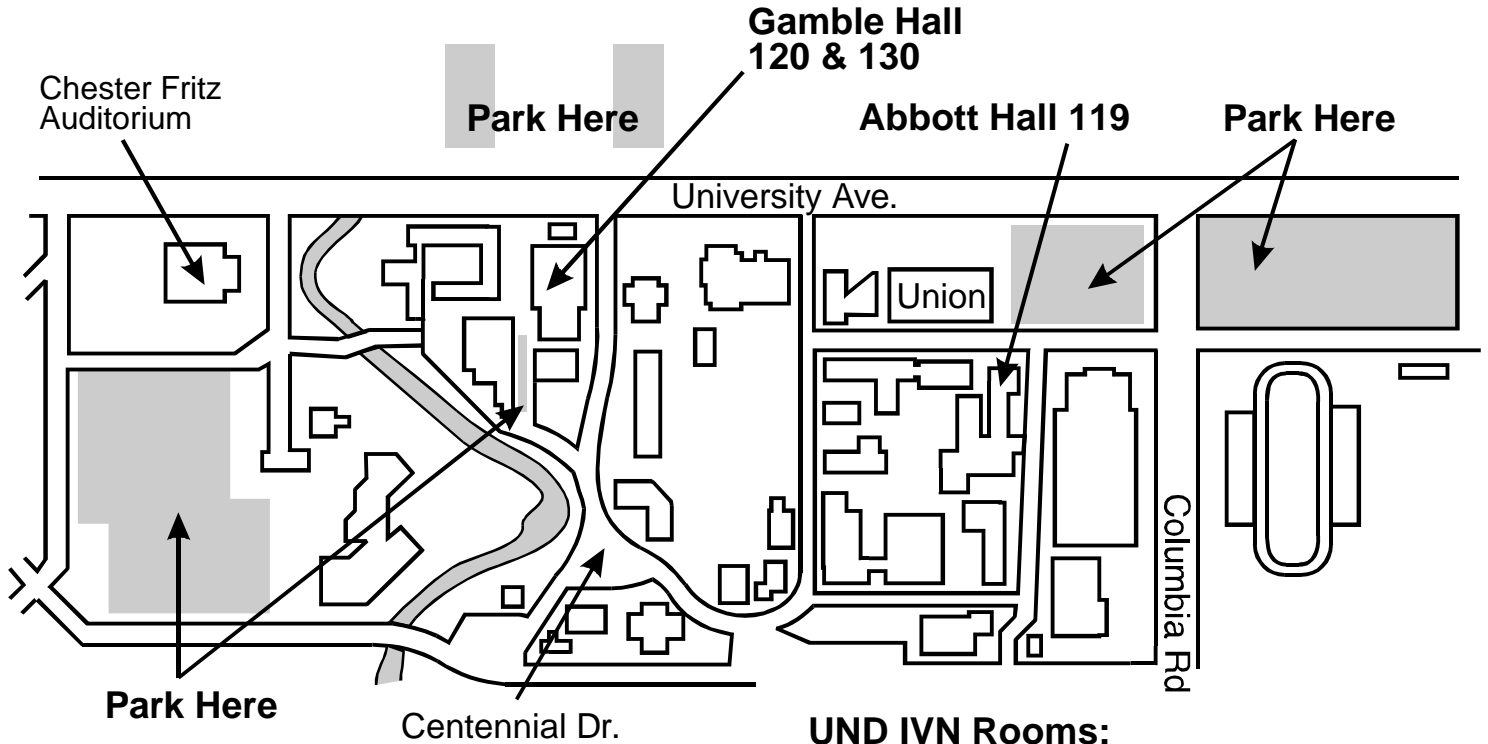 Gamble Hall
120 & 130
Chester Fritz
Auditorium
Park Here
Abbott Hall 119
Park Here
University Ave.
Union
Columbia Rd
Park Here
Centennial Dr.
UND IVN Rooms: